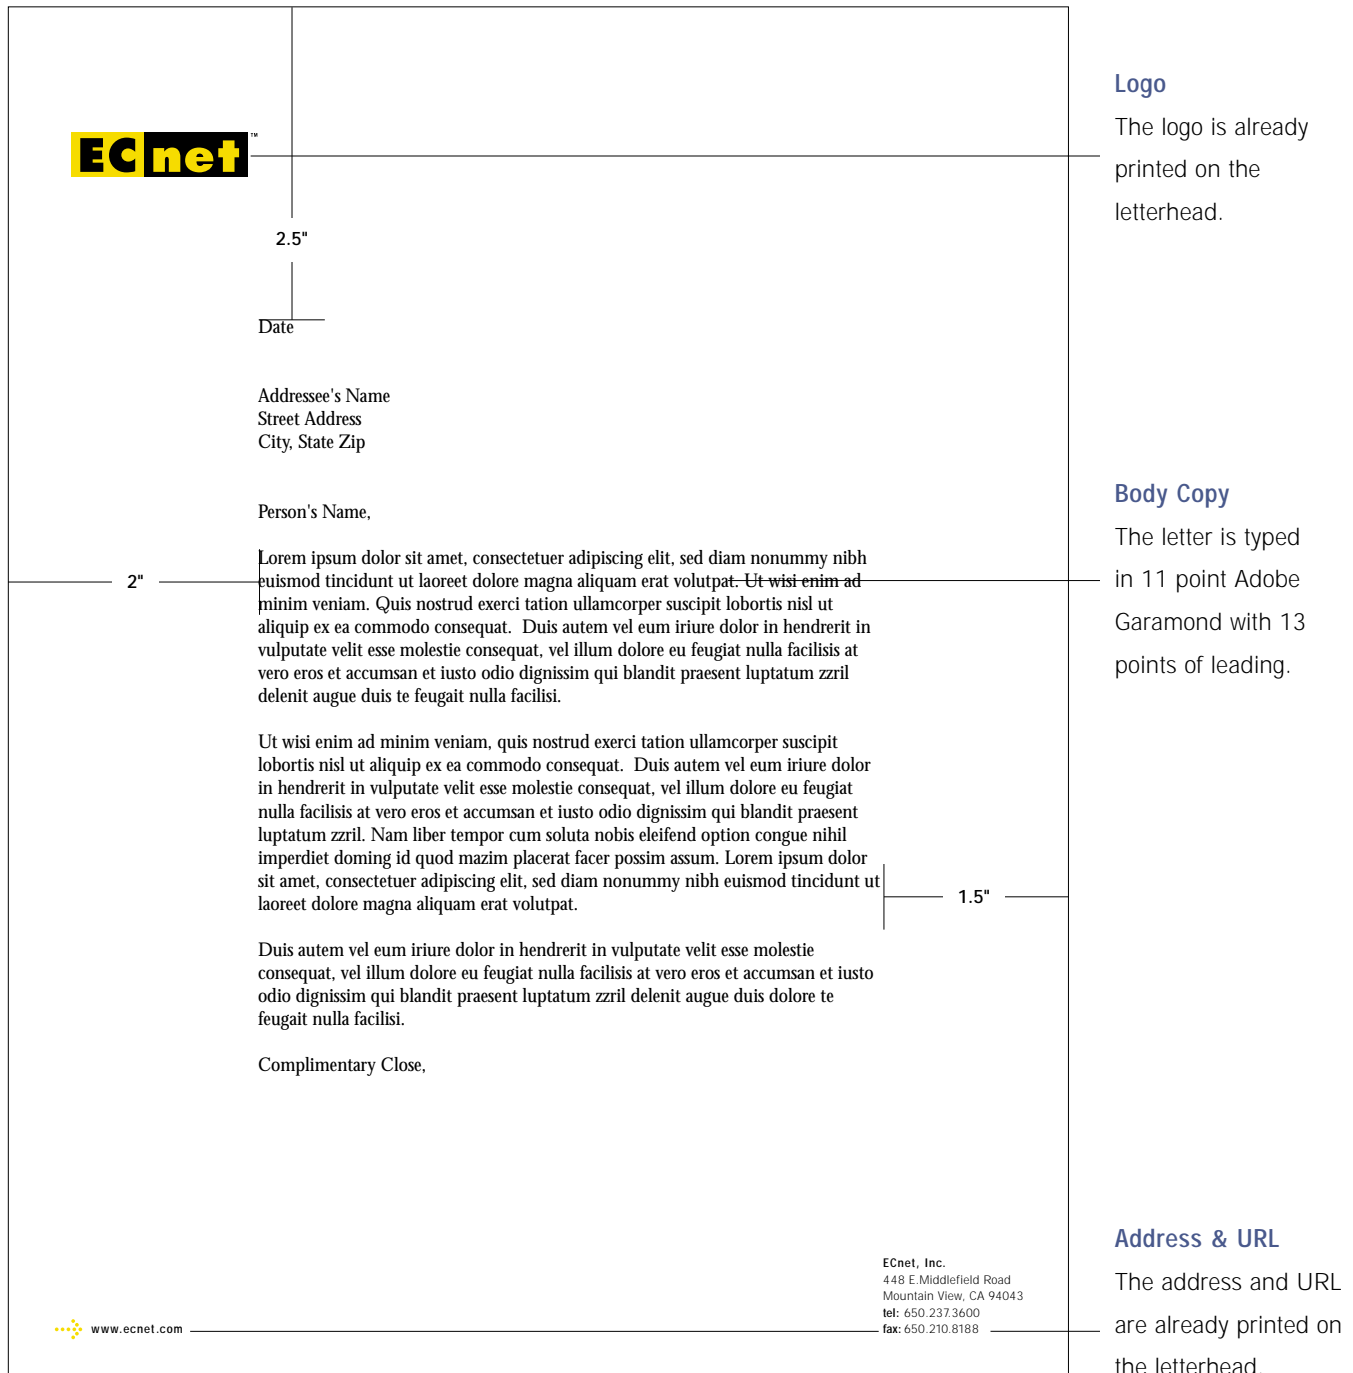 ECnet™
2.5"
Date
Addressee's Name
Street Address
City, State Zip
Person's Name,
Lorem ipsum dolor sit amet, consectetuer adipiscing elit, sed diam nonummy nibh
euismod tincidunt ut laoreet dolore magna aliquam erat volutpat. Ut wisi enim ad
minim veniam. Quis nostrud exerci tation ullamcorper suscipit lobortis nisl ut
aliquip ex ea commodo consequat.  Duis autem vel eum iriure dolor in hendrerit in
vulputate velit esse molestie consequat, vel illum dolore eu feugiat nulla facilisis at
vero eros et accumsan et iusto odio dignissim qui blandit praesent luptatum zzril
delenit augue duis te feugait nulla facilisi.
2"
Ut wisi enim ad minim veniam, quis nostrud exerci tation ullamcorper suscipit
lobortis nisl ut aliquip ex ea commodo consequat.  Duis autem vel eum iriure dolor
in hendrerit in vulputate velit esse molestie consequat, vel illum dolore eu feugiat
nulla facilisis at vero eros et accumsan et iusto odio dignissim qui blandit praesent
luptatum zzril. Nam liber tempor cum soluta nobis eleifend option congue nihil
imperdiet doming id quod mazim placerat facer possim assum. Lorem ipsum dolor
sit amet, consectetuer adipiscing elit, sed diam nonummy nibh euismod tincidunt ut
laoreet dolore magna aliquam erat volutpat.
1.5"
Duis autem vel eum iriure dolor in hendrerit in vulputate velit esse molestie
consequat, vel illum dolore eu feugiat nulla facilisis at vero eros et accumsan et iusto
odio dignissim qui blandit praesent luptatum zzril delenit augue duis dolore te
feugait nulla facilisi.
Complimentary Close,
www.ecnet.com
ECnet, Inc.
448 E.Middlefield Road
Mountain View, CA 94043
tel: 650.237.3600
fax: 650.210.8188
Logo
The logo is already
printed on the
letterhead.
Body Copy
The letter is typed
in 11 point Adobe
Garamond with 13
points of leading.
Address & URL
The address and URL
are already printed on
the letterhead.